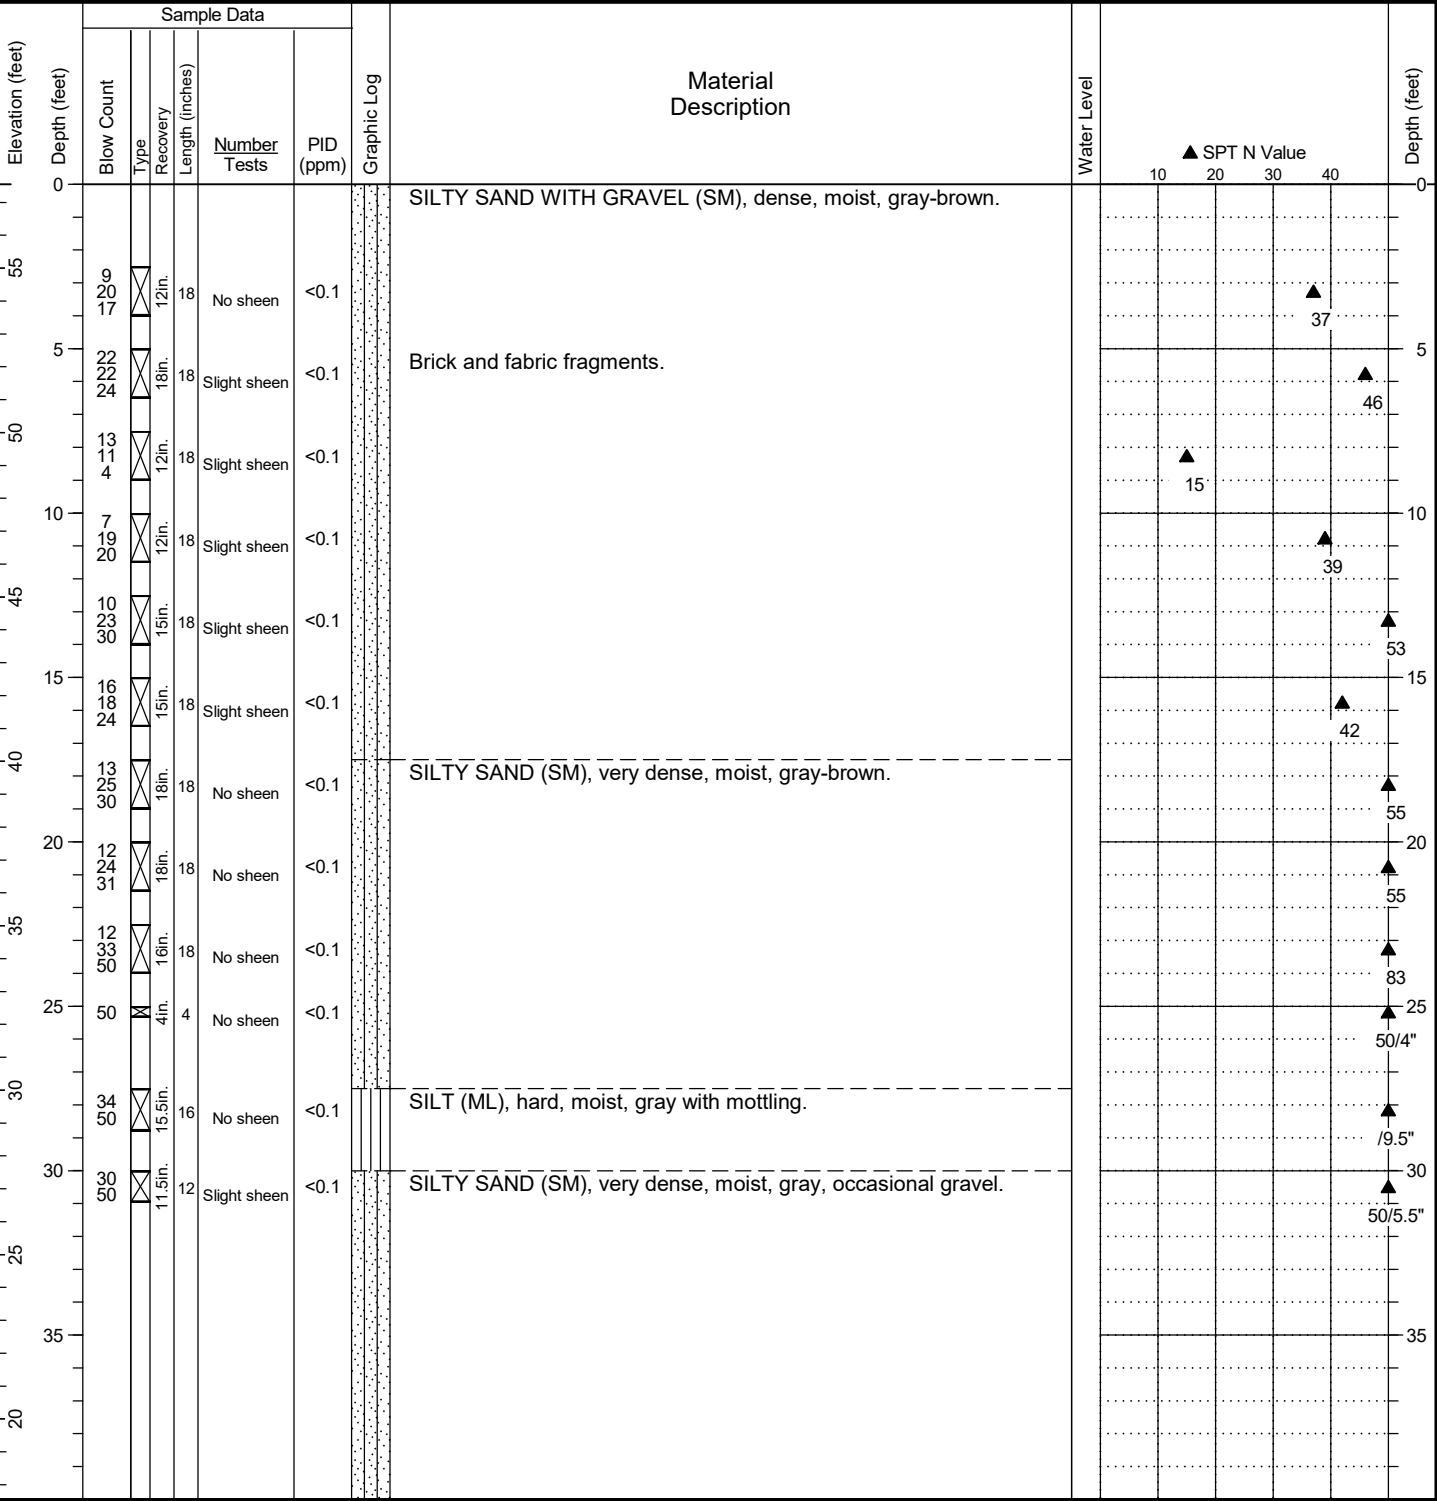 Sample Data
Elevation (feet)
Depth (feet)
Blow Count
Type
Recovery
Length (inches)
Number
Tests
PID
(ppm)
Graphic Log
Material
Description
Water Level
▲ SPT N Value
10 20 30 40
Depth (feet)
0
SILTY SAND WITH GRAVEL (SM), dense, moist, gray-brown.
0
55
9
20
17
12in.
18
No sheen
<0.1
37
5
22
22
24
18in.
18
Slight sheen
<0.1
Brick and fabric fragments.
46
5
50
13
11
4
12in.
18
Slight sheen
<0.1
15
10
7
19
20
12in.
18
Slight sheen
<0.1
39
10
45
10
23
30
15in.
18
Slight sheen
<0.1
53
15
16
18
24
15in.
18
Slight sheen
<0.1
42
15
40
13
25
30
18in.
18
No sheen
<0.1
SILTY SAND (SM), very dense, moist, gray-brown.
55
20
12
24
31
18in.
18
No sheen
<0.1
55
20
35
12
33
50
16in.
18
No sheen
<0.1
83
25
50
4in.
4
No sheen
<0.1
50/4"
25
30
34
50
15.5in.
16
No sheen
<0.1
SILT (ML), hard, moist, gray with mottling.
/9.5"
30
30
50
11.5in.
12
Slight sheen
<0.1
SILTY SAND (SM), very dense, moist, gray, occasional gravel.
50/5.5"
30
25
35
35
20